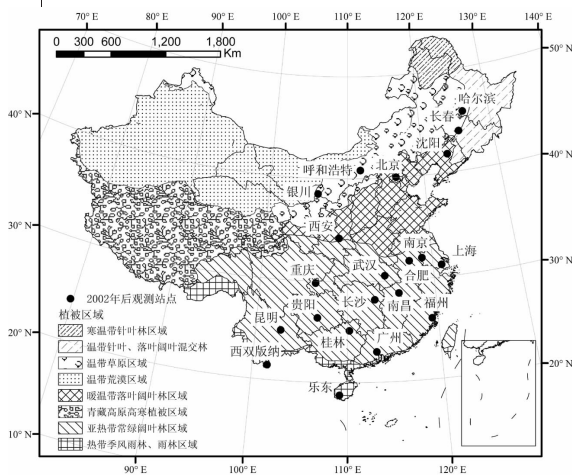 70° E 80° E 90° E 100° E 110° E 120° E 130° E 140° E
0 300 600 1,200 1,800
Km
50° N
40° N
30° N
20° N
10° N
50° N
40° N
30° N
20° N
哈尔滨
长春
沈阳
呼和浩特
北京
银川
西安
南京
上海
武汉
合肥
重庆
贵阳
长沙
南昌
福州
昆明
桂林
广州
西双版纳
乐东
2002年后观测站点
植被区域
寒温带针叶林区域
温带针叶、落叶阔叶混交林
温带草原区域
温带荒漠区域
暖温带落叶阔叶林区域
青藏高原高寒植被区域
亚热带常绿阔叶林区域
热带季风雨林、雨林区域
90° E 100° E 110° E 120° E